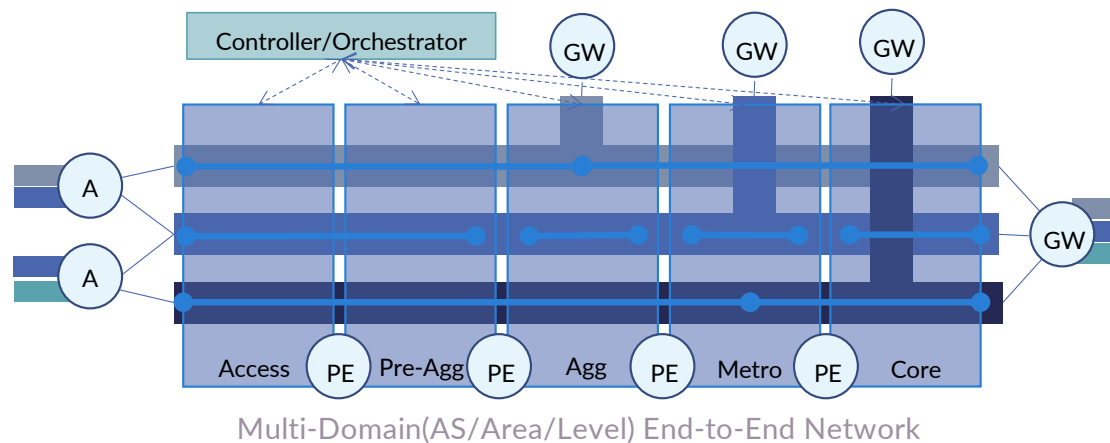 Controller/Orchestrator
GW
GW
GW
A
A
GW
Access
PE
Pre-Agg
PE
Agg
PE
Metro
PE
Core
Multi-Domain(AS/Area/Level) End-to-End Network